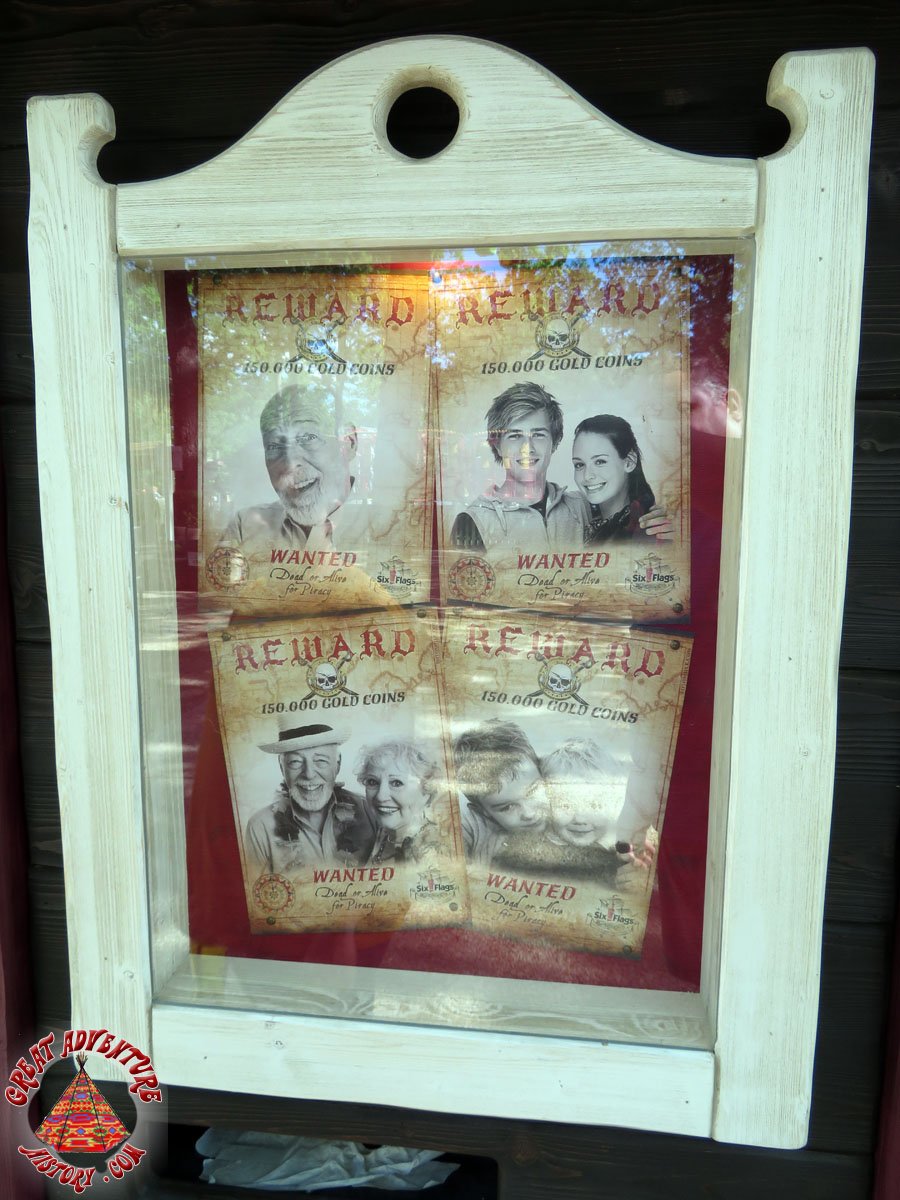 REWARD
150.000 GOLD COINS
WANTED
Dead or Alive
for Piracy
Six Flags
REWARD
150.000 GOLD COINS
WANTED
Dead or Alive
for Piracy
Six Flags
REWARD
150.000 GOLD COINS
WANTED
Dead or Alive
for Piracy
Six Flags
REWARD
150.000 GOLD COINS
WANTED
Dead or Alive
for Piracy
Six Flags
GREAT ADVENTURE
HISTORY.COM